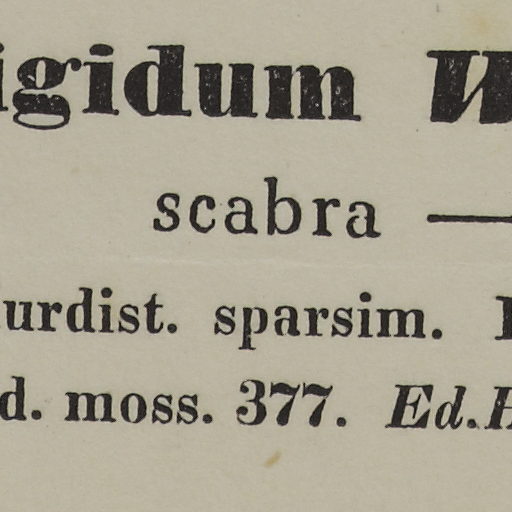 igidum W
scabra —
urdist. sparsim.
d. moss. 377. Ed. H